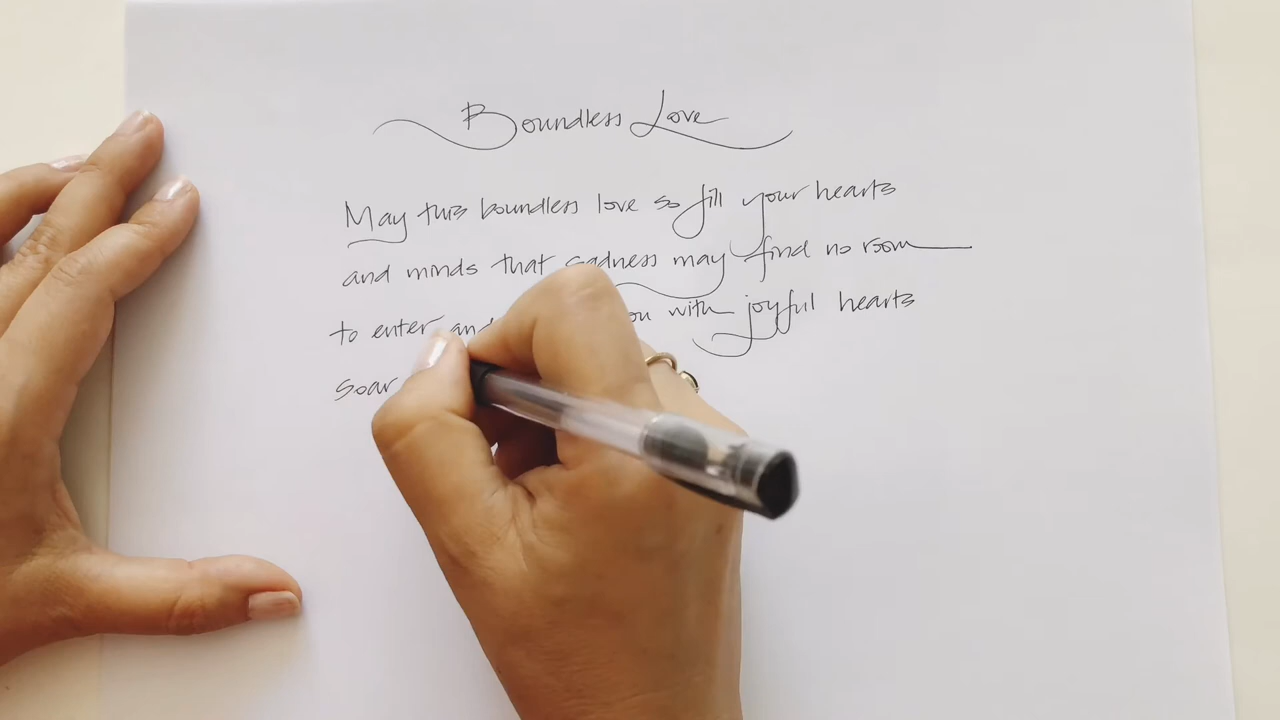 Boundless Love
May this boundless love so fill your hearts
and minds that sadness may find no room
to enter and with joyful hearts
soar